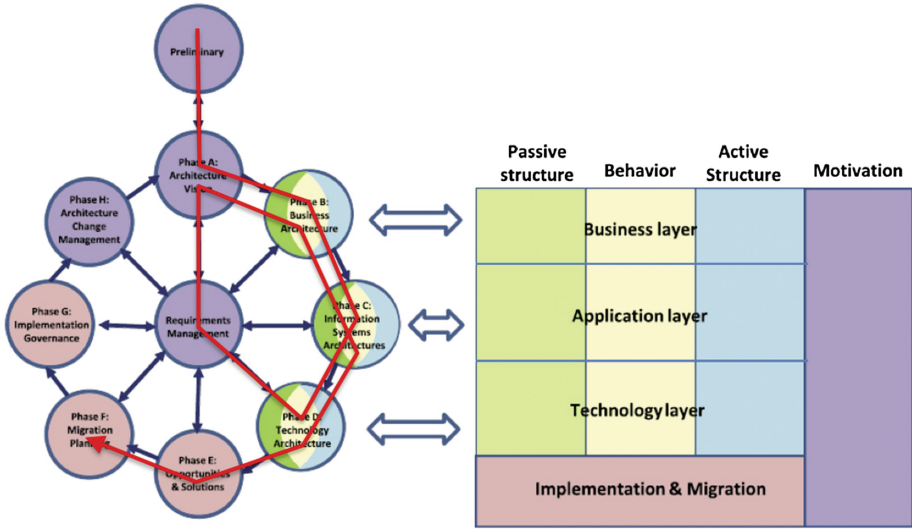 Preliminary
Phase A:
Architecture
Vision
Phase H:
Architecture
Change
Management
Phase B:
Business
Architecture
Phase G:
Implementation
Governance
Requirements
Management
Phase C:
Information
Systems
Architectures
Phase F:
Migration
Planning
Phase D:
Technology
Architecture
Phase E:
Opportunities
& Solutions
Passive
structure
Behavior
Active
Structure
Motivation
Business layer
Application layer
Technology layer
Implementation & Migration